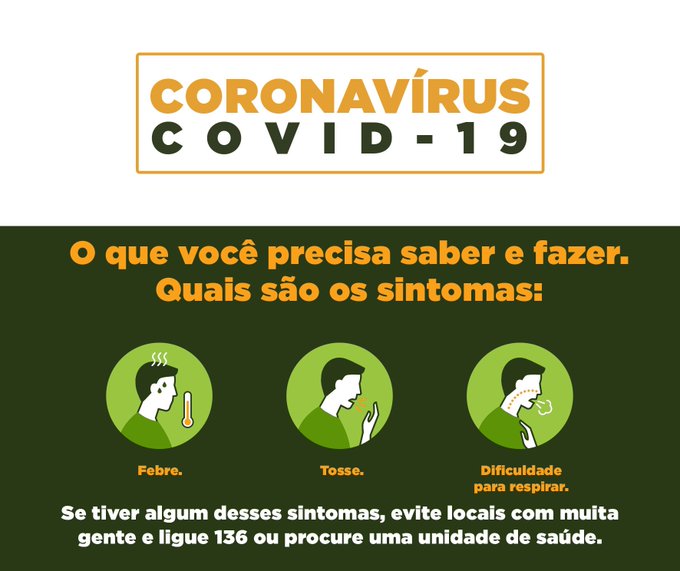 CORONAVÍRUS
COVID-19
O que você precisa saber e fazer.
Quais são os sintomas:
Febre.
Tosse.
Dificuldade
para respirar.
Se tiver algum desses sintomas, evite locais com muita
gente e ligue 136 ou procure uma unidade de saúde.